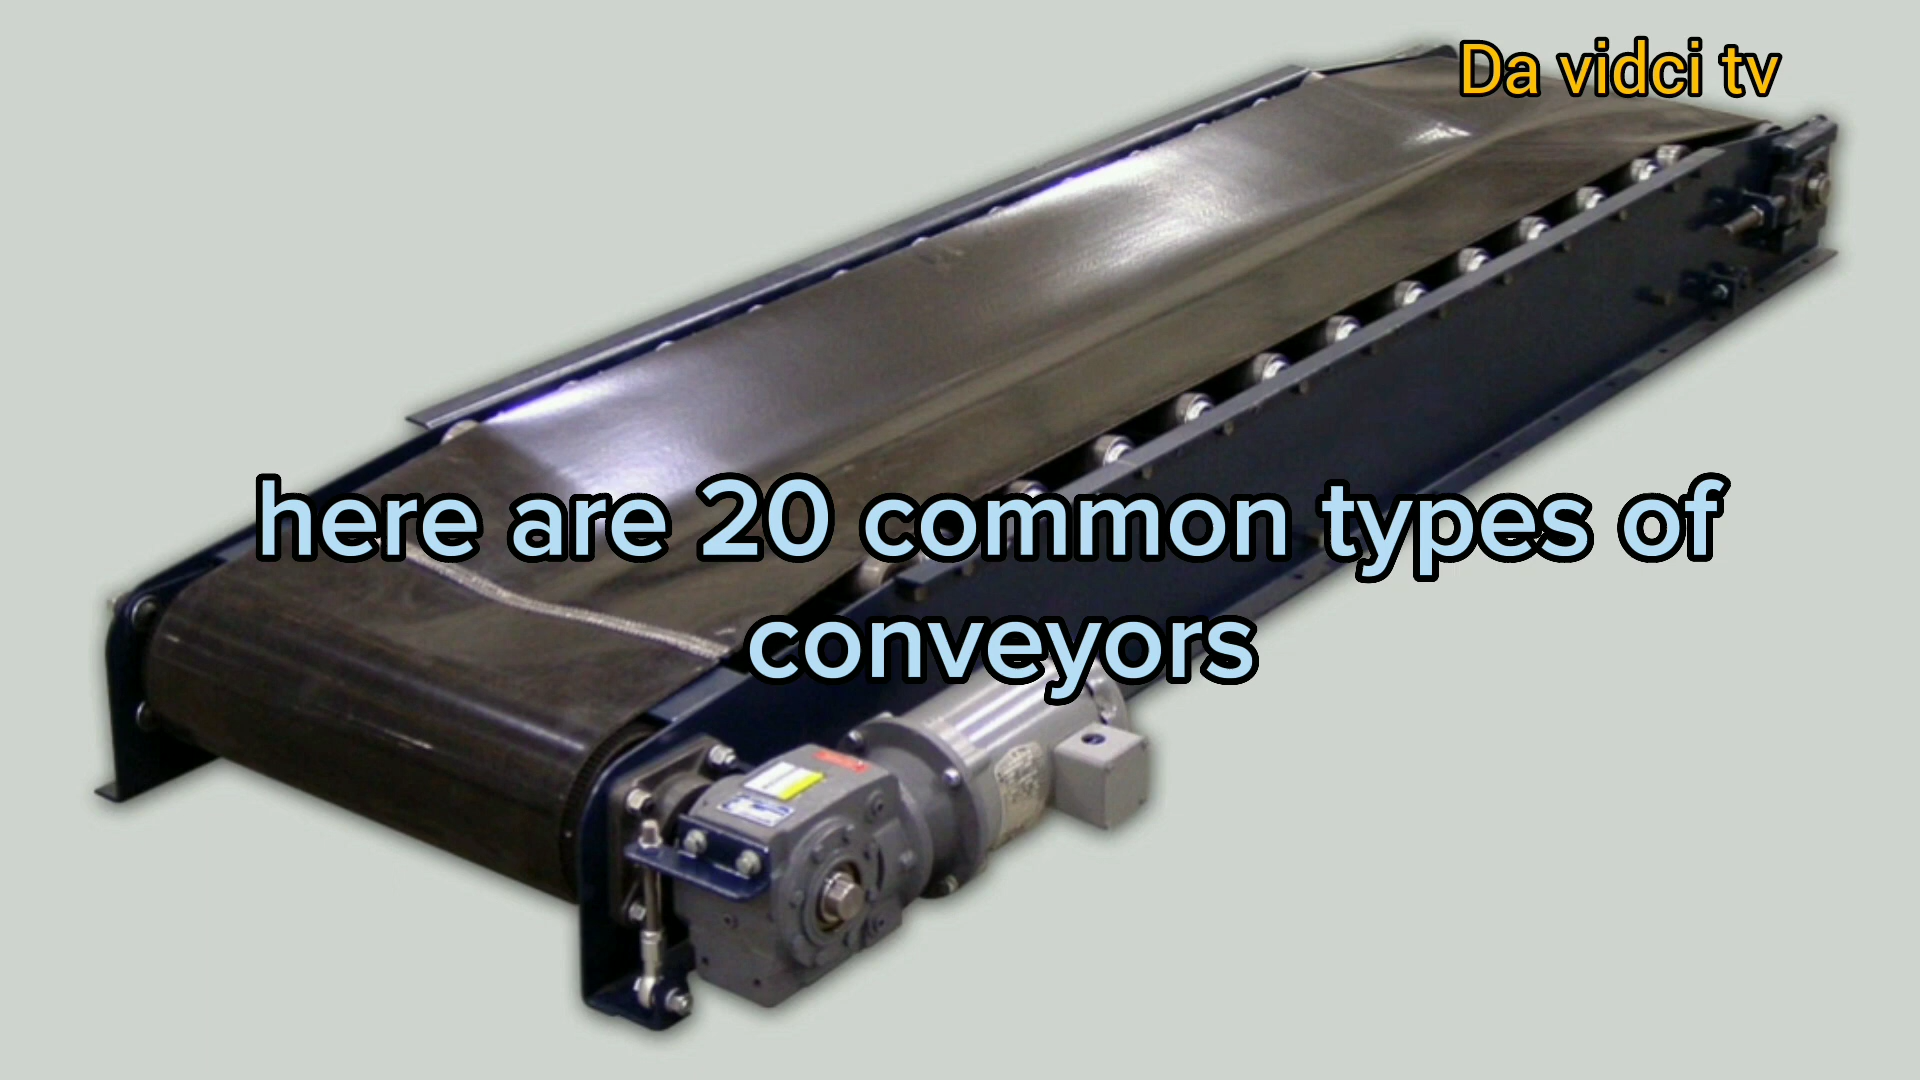 Da vidci tv
here are 20 common types of
conveyors